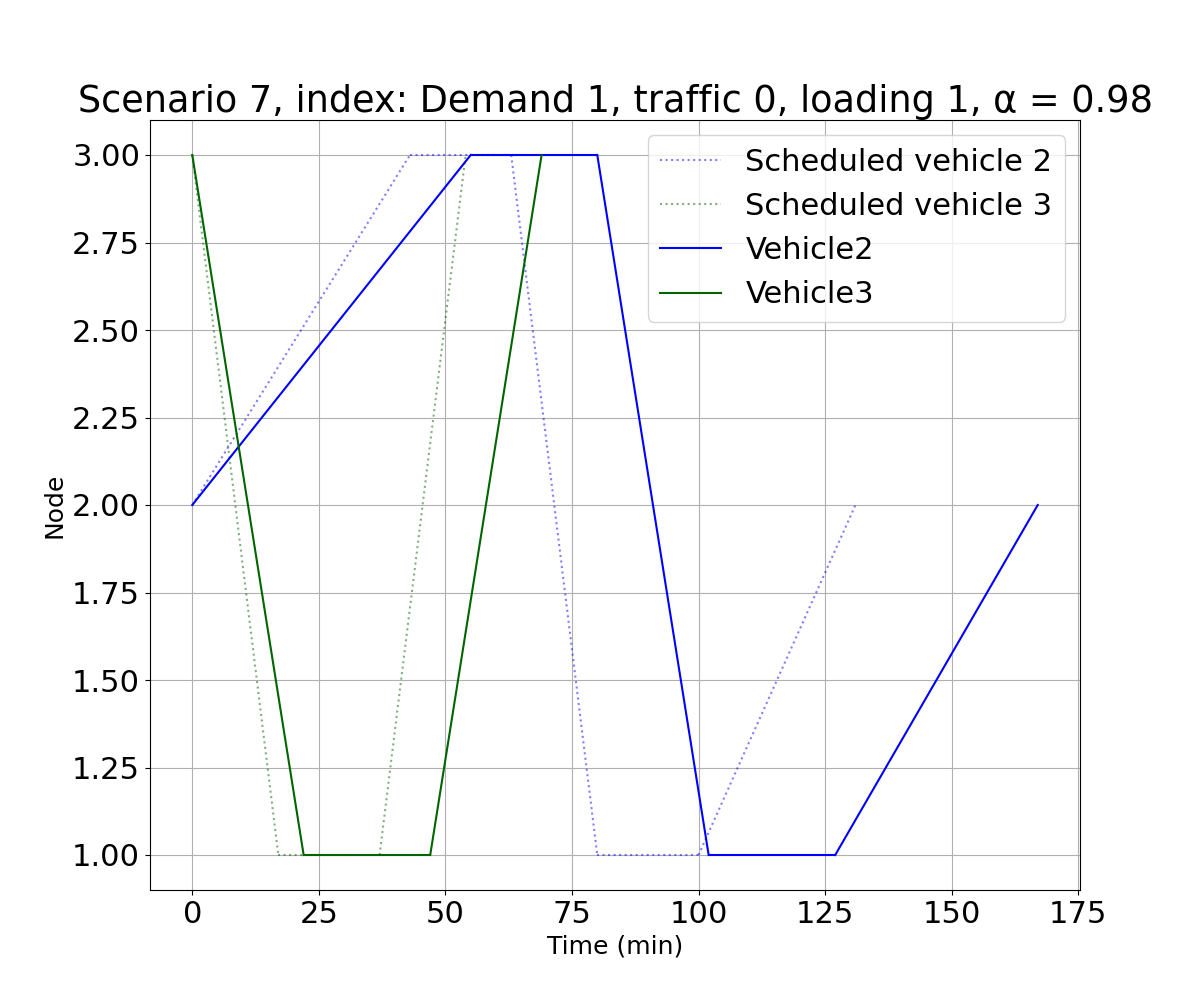 Scenario 7, index: Demand 1, traffic 0, loading 1, α = 0.98
Scheduled vehicle 2
Scheduled vehicle 3
Vehicle2
Vehicle3
3.00
2.75
2.50
2.25
2.00
1.75
1.50
1.25
1.00
Node
0 25 50 75 100 125 150 175
Time (min)